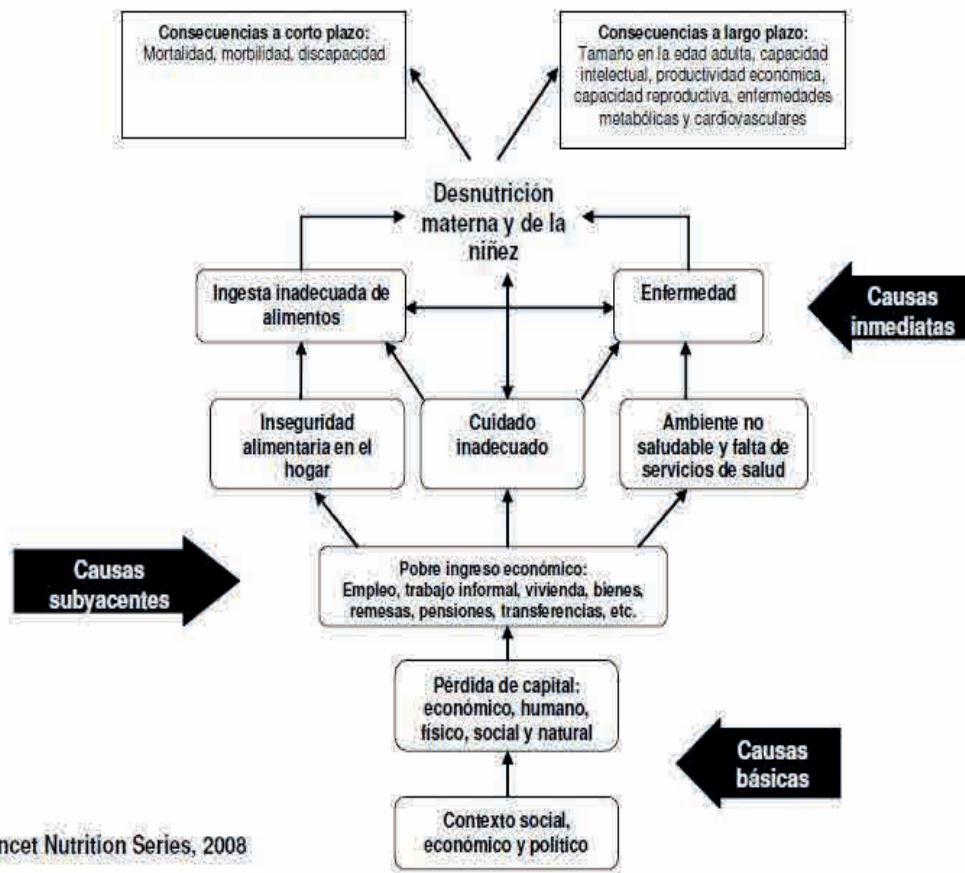 Consecuencias a corto plazo:
Mortalidad, morbilidad, discapacidad
Consecuencias a largo plazo:
Tamaño en la edad adulta, capacidad
intelectual, productividad económica,
capacidad reproductiva, enfermedades
metabólicas y cardiovasculares
Desnutrición
materna y de la
niñez
Ingesta inadecuada de
alimentos
Enfermedad
Causas
inmediatas
Inseguridad
alimentaria en el
hogar
Cuidado
inadecuado
Ambiente no
saludable y falta de
servicios de salud
Causas
subyacentes
Pobre ingreso económico:
Empleo, trabajo informal, vivienda, bienes,
remesas, pensiones, transferencias, etc.
Pérdida de capital:
económico, humano,
físico, social y natural
Causas
básicas
Contexto social,
económico y político
ncet Nutrition Series, 2008